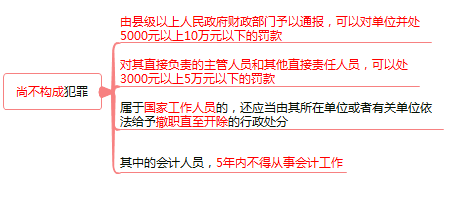 由县级以上人民政府财政部门予以通报，可以对单位并处
5000元以上10万元以下的罚款
对其直接负责的主管人员和其他直接责任人员，可以处
3000元以上5万元以下的罚款
尚不构成犯罪
属于国家工作人员的，还应当由其所在单位或者有关单位依
法给予撤职直至开除的行政处分
其中的会计人员，5年内不得从事会计工作